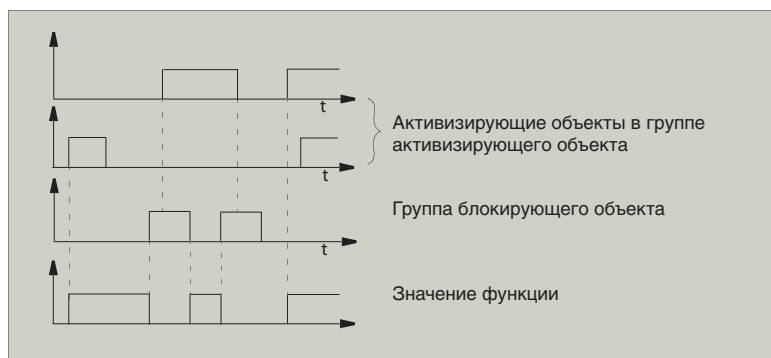 t
Активизирующие объекты в группе
активизирующего объекта
t
Группа блокирующего объекта
t
Значение функции